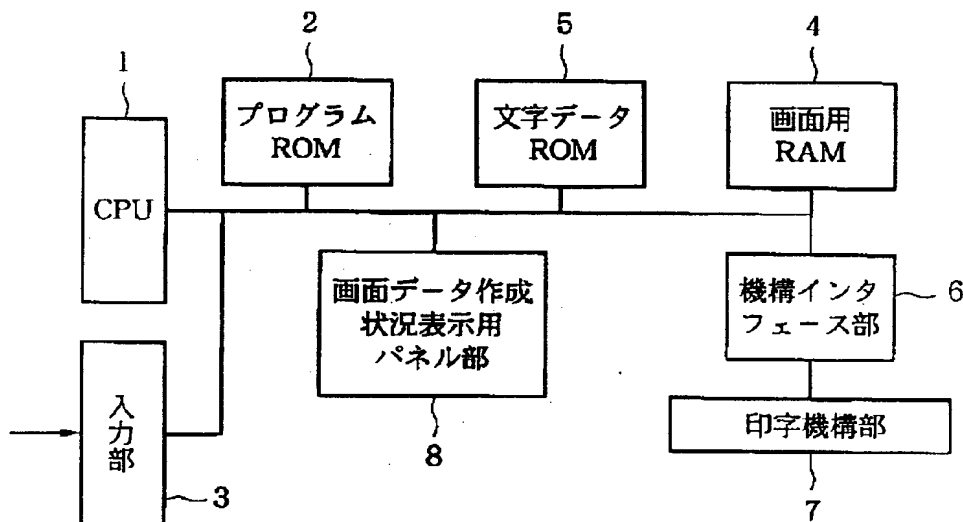 2
5
4
1
プログラム
ROM
文字データ
ROM
画面用
RAM
CPU
画面データ作成
状況表示用
パネル部
機構インタ
フェース部
6
入力部
印字機構部
8
3
7